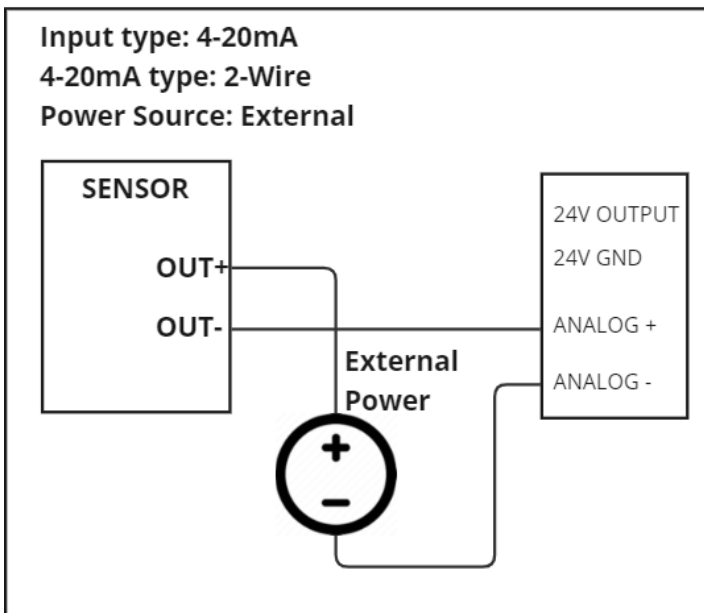 Input type: 4-20mA
4-20mA type: 2-Wire
Power Source: External
SENSOR
OUT+
OUT-
24V OUTPUT
24V GND
ANALOG +
ANALOG -
External
Power
+
-